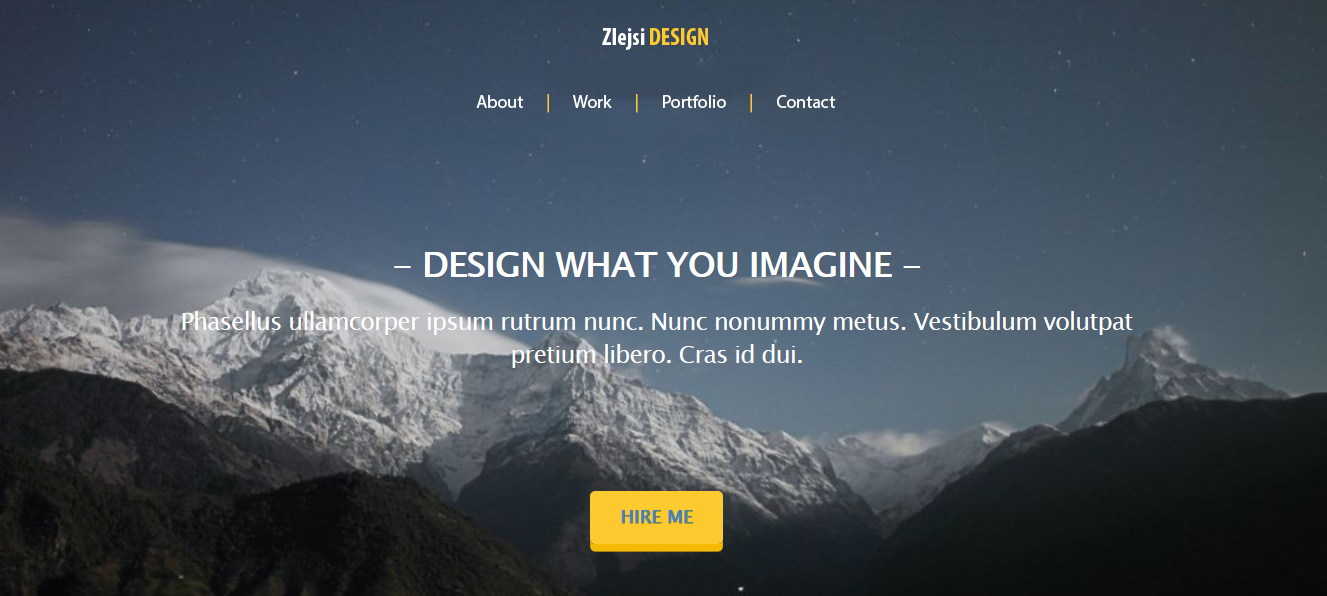 Zlejsi DESIGN
About | Work | Portfolio | Contact
– DESIGN WHAT YOU IMAGINE –
Phasellus ullamcorper ipsum rutrum nunc. Nunc nonummy metus. Vestibulum volutpat
pretium libero. Cras id dui.
HIRE ME